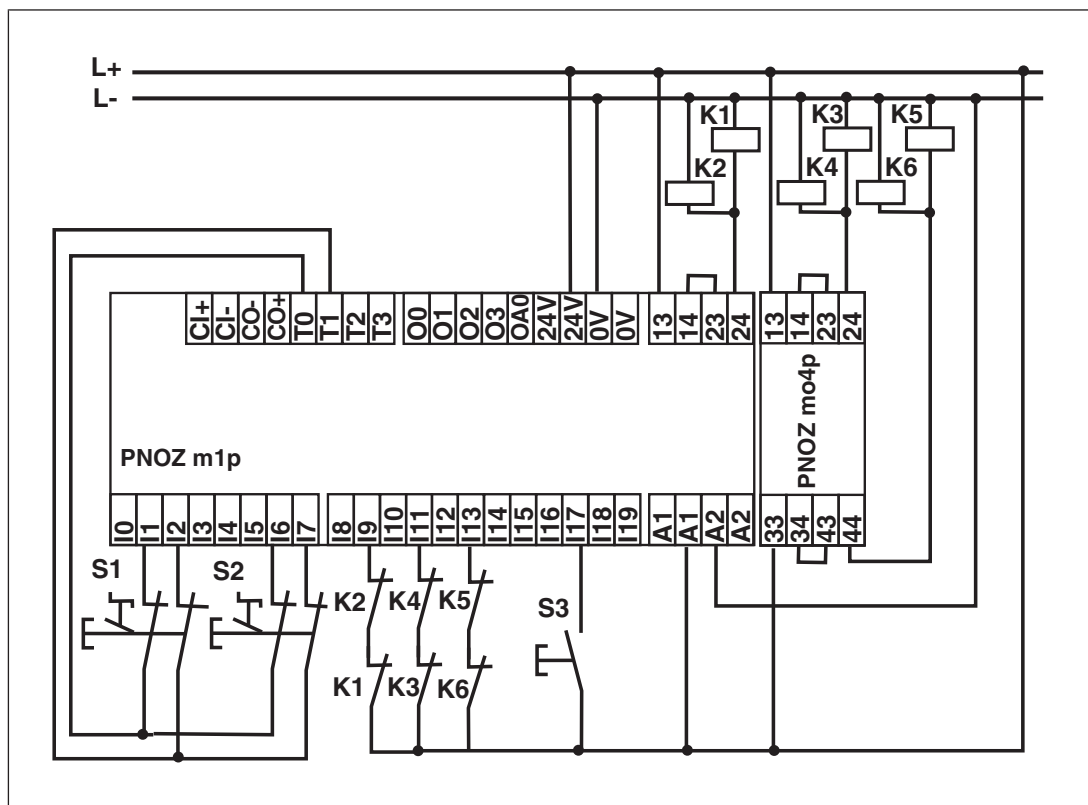 L+
L-
K1 K3 K5
K2 K4 K6
CI+ CI- CO- CO+ T0 T1 T2 T3 O0 O1 O2 O3 OA0 24V 24V 0V 0V 13 14 23 24 13 14 23 24
PNOZ m1p
PNOZ mo4p
I0 I1 I2 I3 I4 I5 I6 I7 I8 I9 I10 I11 I12 I13 I14 I15 I16 I17 I18 I19 A1 A1 A2 A2 33 34 43 44
S1 S2 K2 K4 K5 S3
K1 K3 K6